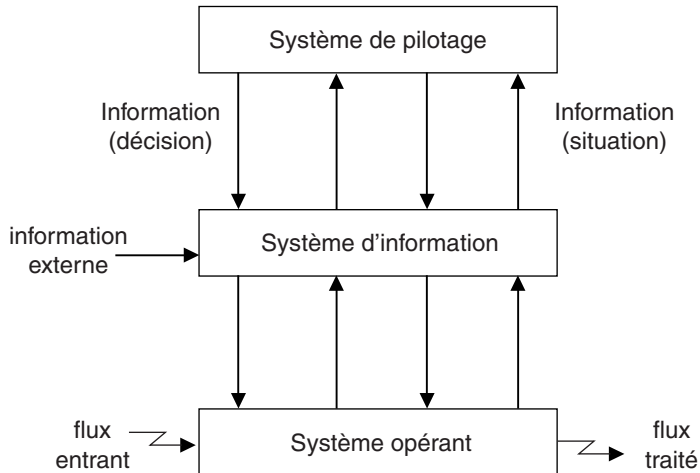 Système de pilotage
Information
(décision)
Information
(situation)
information
externe
Système d'information
flux
entrant
Système opérant
flux
traité